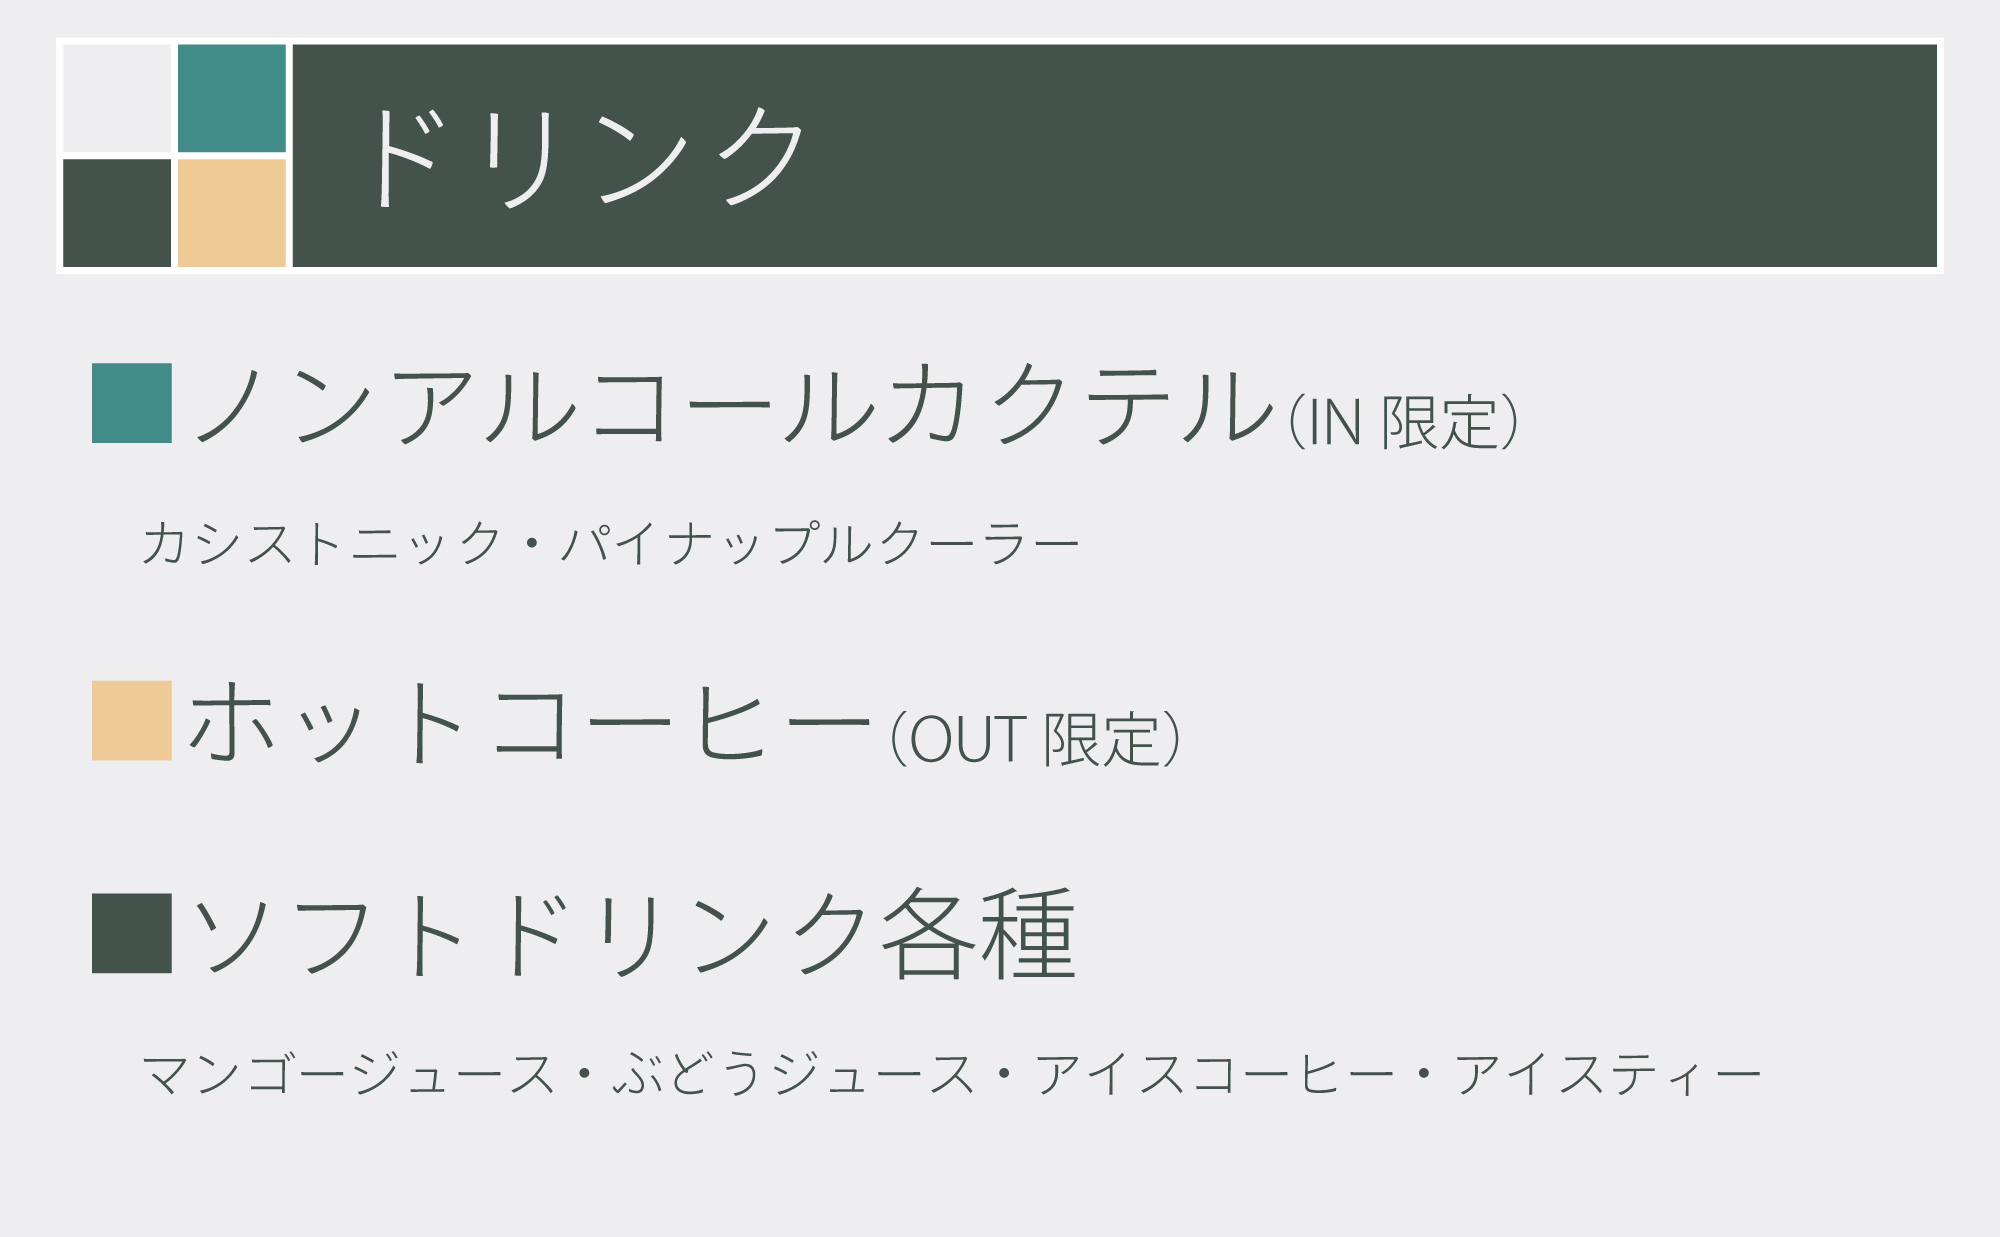 ドリンク
■ノンアルコールカクテル（IN 限定）
カシストニック・パイナップルクーラー
■ホットコーヒー（OUT 限定）
■ソフトドリンク各種
マンゴージュース・ぶどうジュース・アイスコーヒー・アイスティー